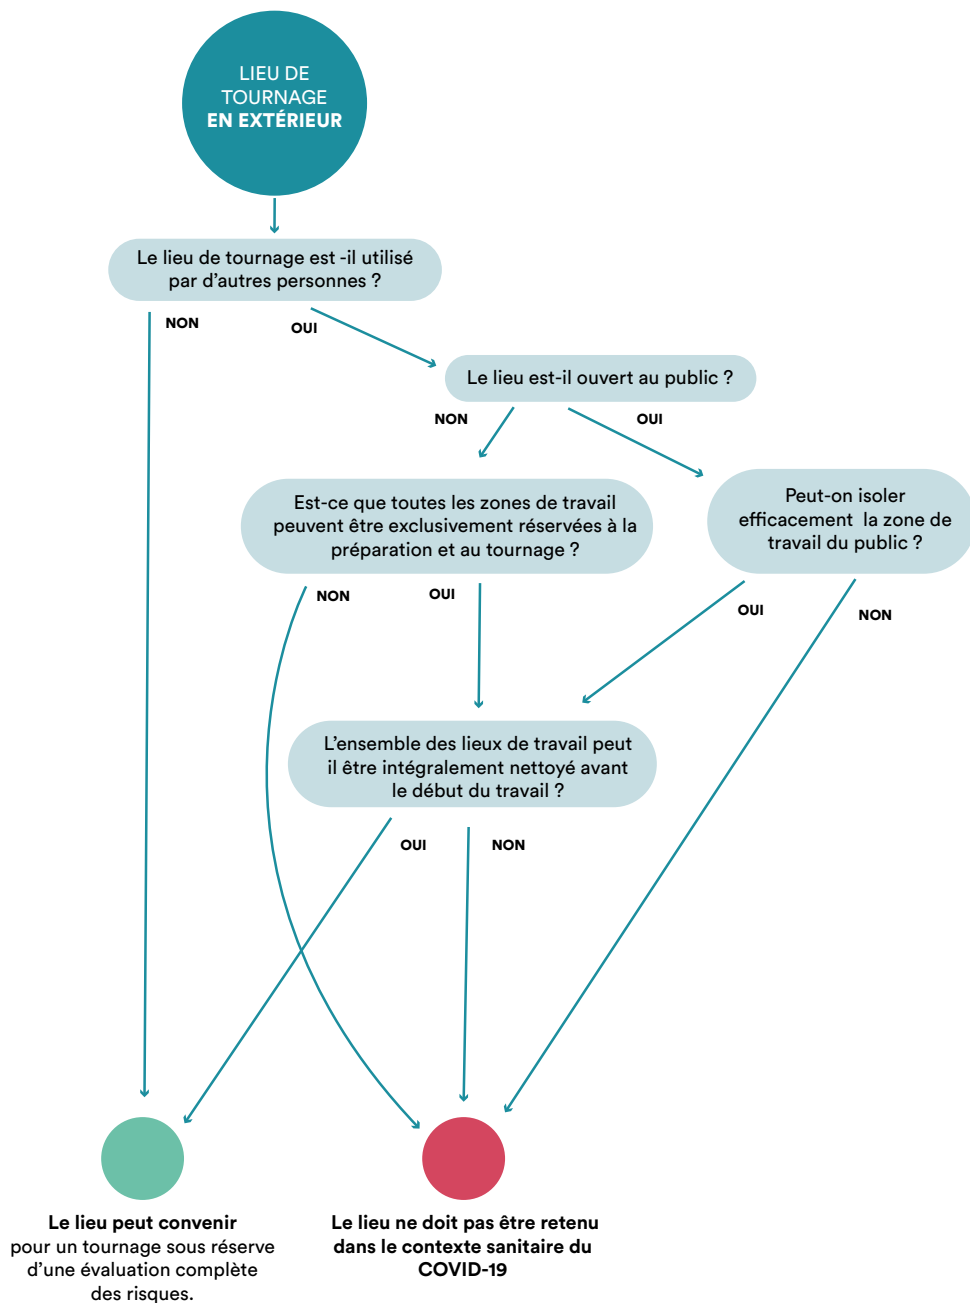 LIEU DE
TOURNAGE
EN EXTÉRIEUR
Le lieu de tournage est -il utilisé
par d'autres personnes ?
NON
OUI
Le lieu est-il ouvert au public ?
NON
OUI
Est-ce que toutes les zones de travail
peuvent être exclusivement réservées à la
préparation et au tournage ?
Peut-on isoler
efficacement la zone de
travail du public ?
NON
OUI
OUI
NON
L'ensemble des lieux de travail peut
il être intégralement nettoyé avant
le début du travail ?
OUI
NON
Le lieu peut convenir
pour un tournage sous réserve
d'une évaluation complète
des risques.
Le lieu ne doit pas être retenu
dans le contexte sanitaire du
COVID-19